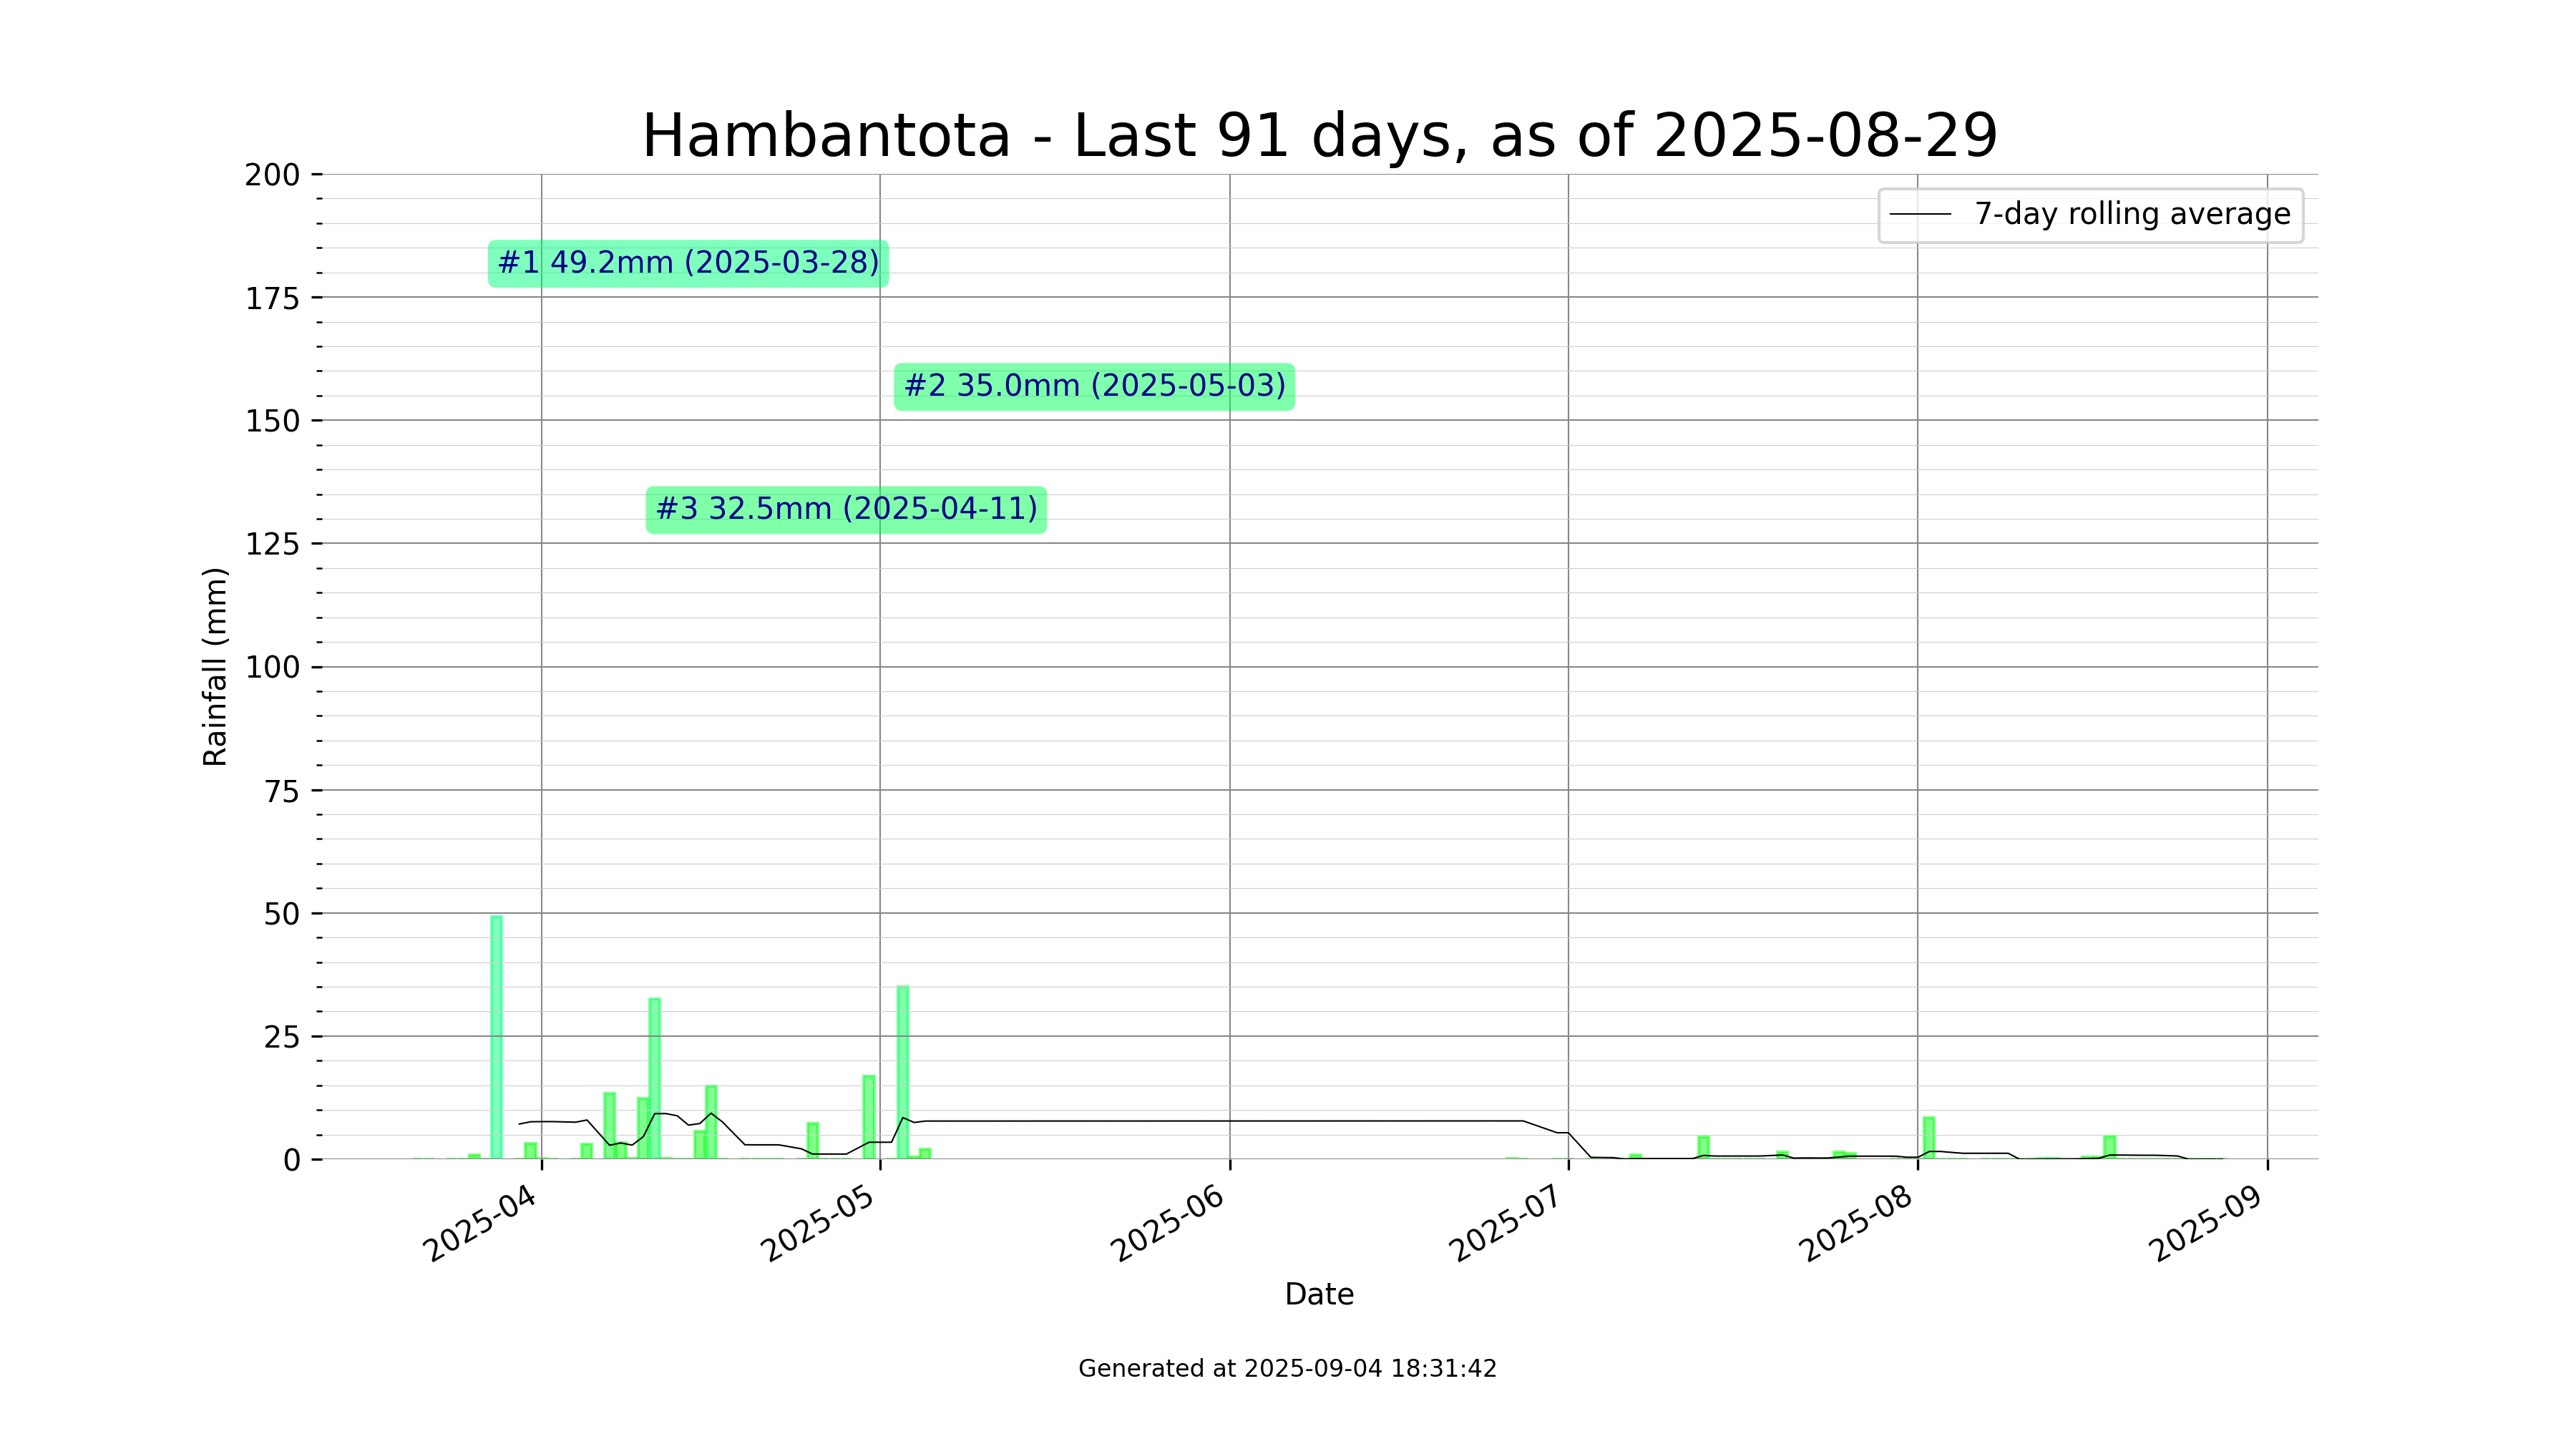 Hambantota - Last 91 days, as of 2025-08-29
200
175
150
125
100
75
50
25
0
Rainfall (mm)
7-day rolling average
#1 49.2mm (2025-03-28)
#2 35.0mm (2025-05-03)
#3 32.5mm (2025-04-11)
2025-04
2025-05
2025-06
2025-07
2025-08
2025-09
Date
Generated at 2025-09-04 18:31:42